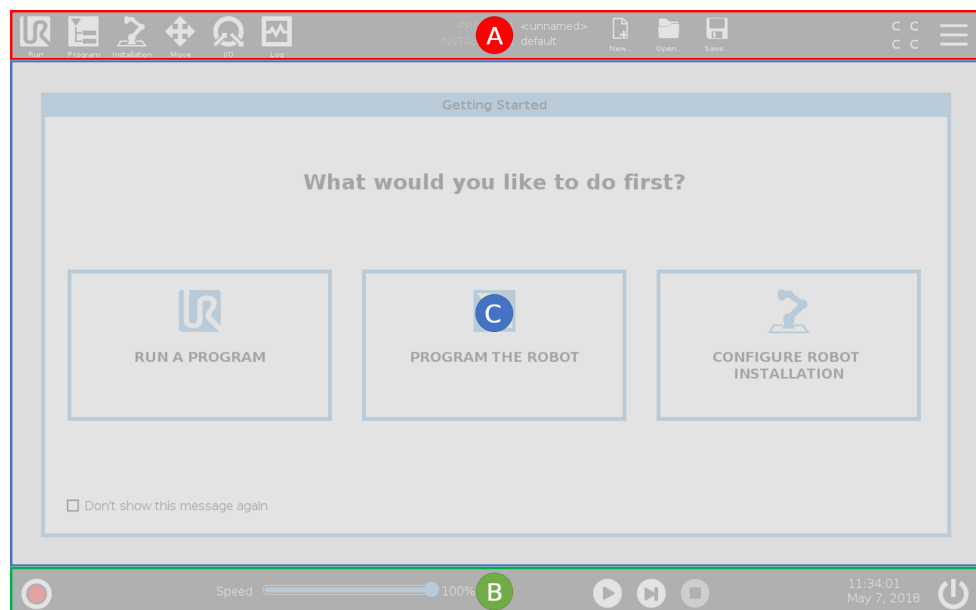 Run Program Installation Move I/O Log
<unnamed>
default
New... Open... Save...
C C
C C
A
Getting Started
What would you like to do first?
C
RUN A PROGRAM
PROGRAM THE ROBOT
CONFIGURE ROBOT
INSTALLATION
Don't show this message again
Speed 100%
B
11:34:01
May 7, 2018